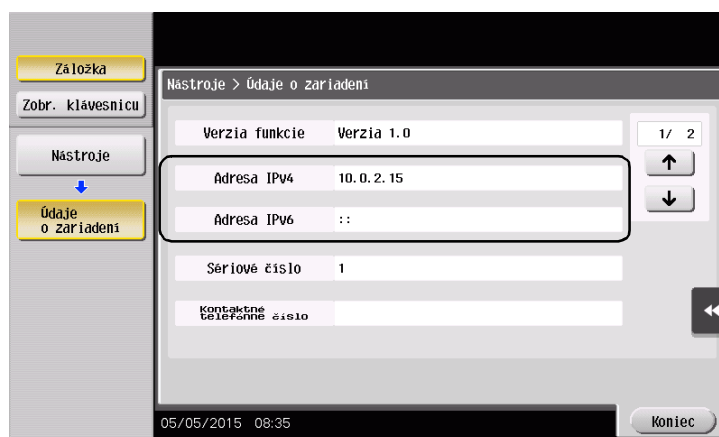 Záložka
Zobr. klávesnicu
Nástroje
Údaje
o zariadení
Nástroje > Údaje o zariadení
Verzia funkcie Verzia 1.0
1/ 2
Adresa IPv4 10.0.2.15
Adresa IPv6 ::
Sériové číslo 1
Kontaktné
telefónne číslo
05/05/2015 08:35
Koniec